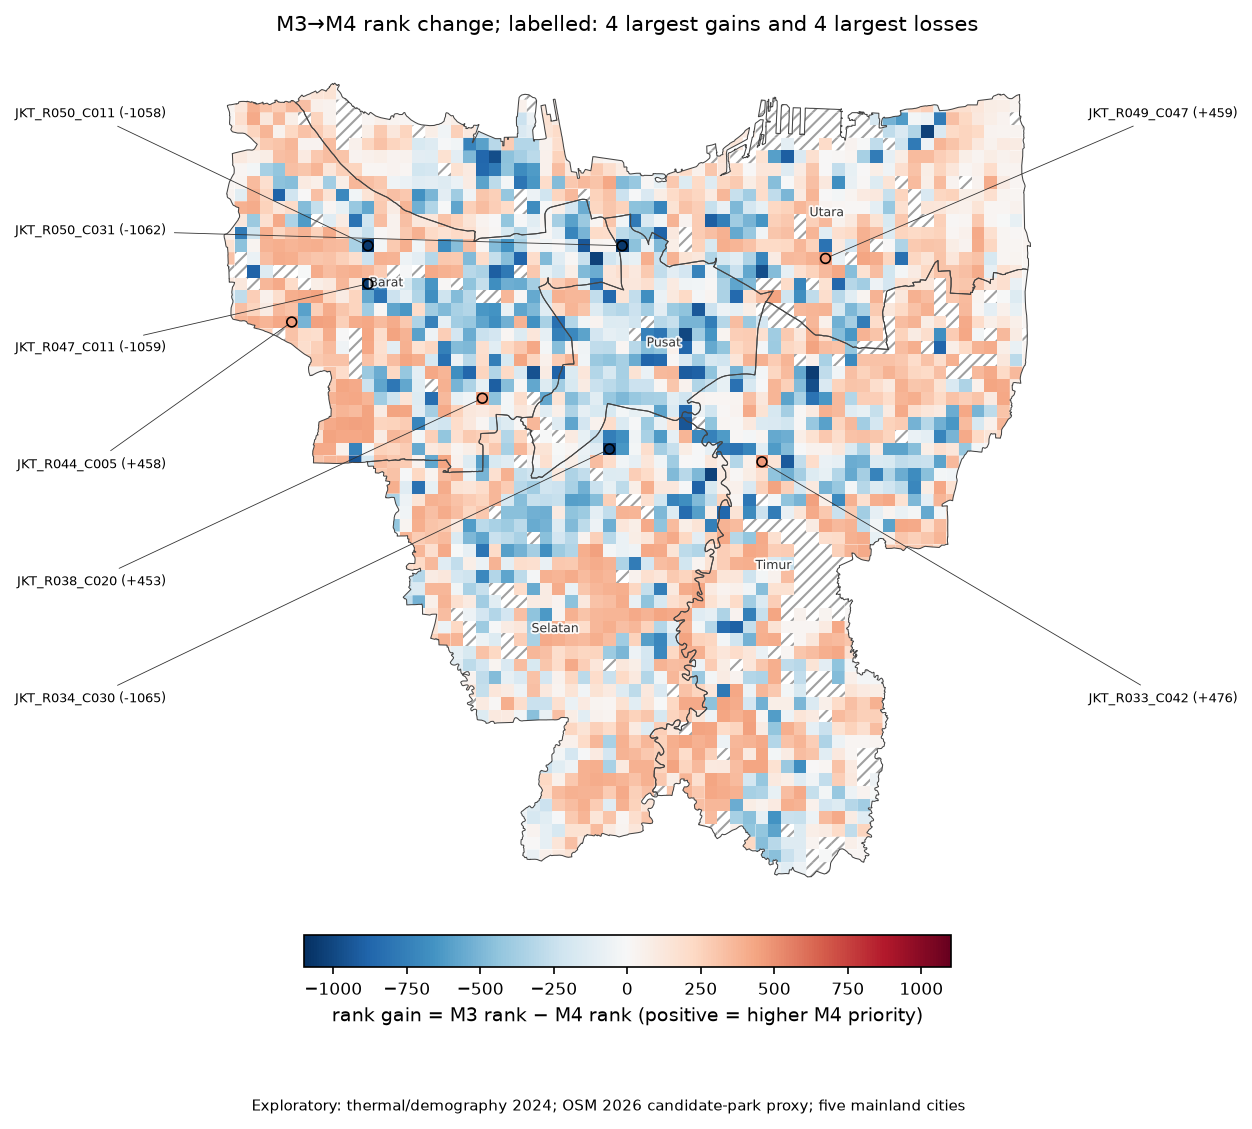 M3→M4 rank change; labelled: 4 largest gains and 4 largest losses
JKT_R050_C011 (-1058)
JKT_R049_C047 (+459)
Utara
JKT_R050_C031 (-1062)
Barat
Pusat
JKT_R047_C011 (-1059)
JKT_R044_C005 (+458)
Timur
JKT_R038_C020 (+453)
Selatan
JKT_R034_C030 (-1065)
JKT_R033_C042 (+476)
−1000 −750 −500 −250 0 250 500 750 1000
rank gain = M3 rank − M4 rank (positive = higher M4 priority)
Exploratory: thermal/demography 2024; OSM 2026 candidate-park proxy; five mainland cities